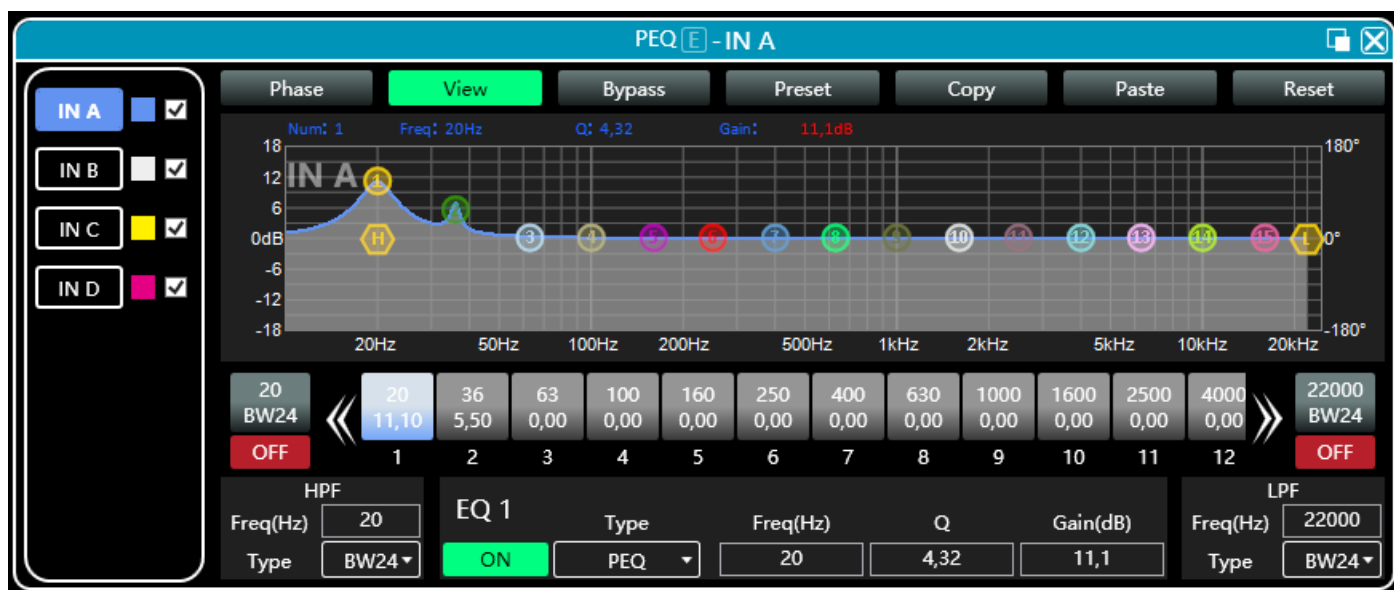 PEQ E - IN A
IN A
IN B
IN C
IN D
Phase View Bypass Preset Copy Paste Reset
Num: 1 Freq: 20Hz Q: 4,32 Gain: 11,1dB
IN A
18 180°
12
6
0dB 0°
-6
-12
-18 -180°
1
H 3 4 5 6 7 8 9 10 11 12 13 14 15 L
20Hz 50Hz 100Hz 200Hz 500Hz 1kHz 2kHz 5kHz 10kHz 20kHz
20 20 36 63 100 160 250 400 630 1000 1600 2500 4000 22000
BW24 11,10 5,50 0,00 0,00 0,00 0,00 0,00 0,00 0,00 0,00 0,00 0,00 BW24
OFF 1 2 3 4 5 6 7 8 9 10 11 12 OFF
HPF
Freq(Hz) 20
Type BW24
EQ 1 Type Freq(Hz) Q Gain(dB)
ON PEQ 20 4,32 11,1
LPF
Freq(Hz) 22000
Type BW24